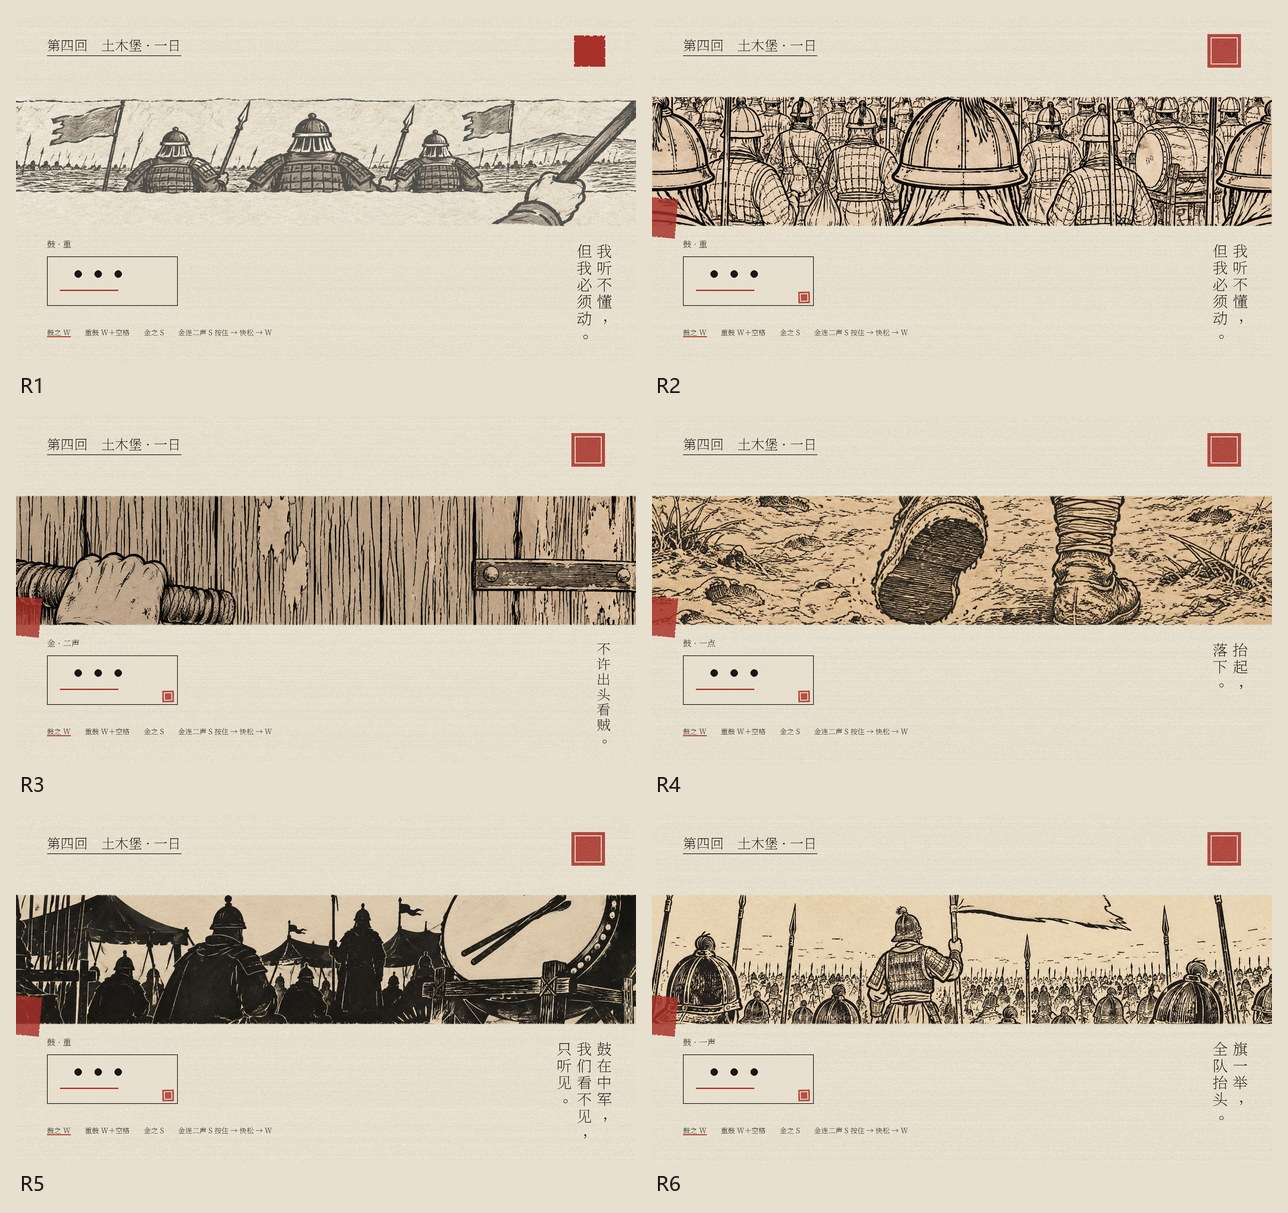 第四回　土木堡·一日
鼓·重
鼓之 W　重鼓 W+空格　金之 S　金连二声 S 按住 → 快松 → W
我听不懂，
但我必须动。
R1
第四回　土木堡·一日
鼓·重
鼓之 W　重鼓 W+空格　金之 S　金连二声 S 按住 → 快松 → W
我听不懂，
但我必须动。
R2
第四回　土木堡·一日
金·二声
鼓之 W　重鼓 W+空格　金之 S　金连二声 S 按住 → 快松 → W
不许出头看贼。
R3
第四回　土木堡·一日
鼓·一点
鼓之 W　重鼓 W+空格　金之 S　金连二声 S 按住 → 快松 → W
抬起，
落下。
R4
第四回　土木堡·一日
鼓·重
鼓之 W　重鼓 W+空格　金之 S　金连二声 S 按住 → 快松 → W
鼓在中军，
我们看不见，
只听见。
R5
第四回　土木堡·一日
鼓·一声
鼓之 W　重鼓 W+空格　金之 S　金连二声 S 按住 → 快松 → W
旗一举，
全队抬头。
R6